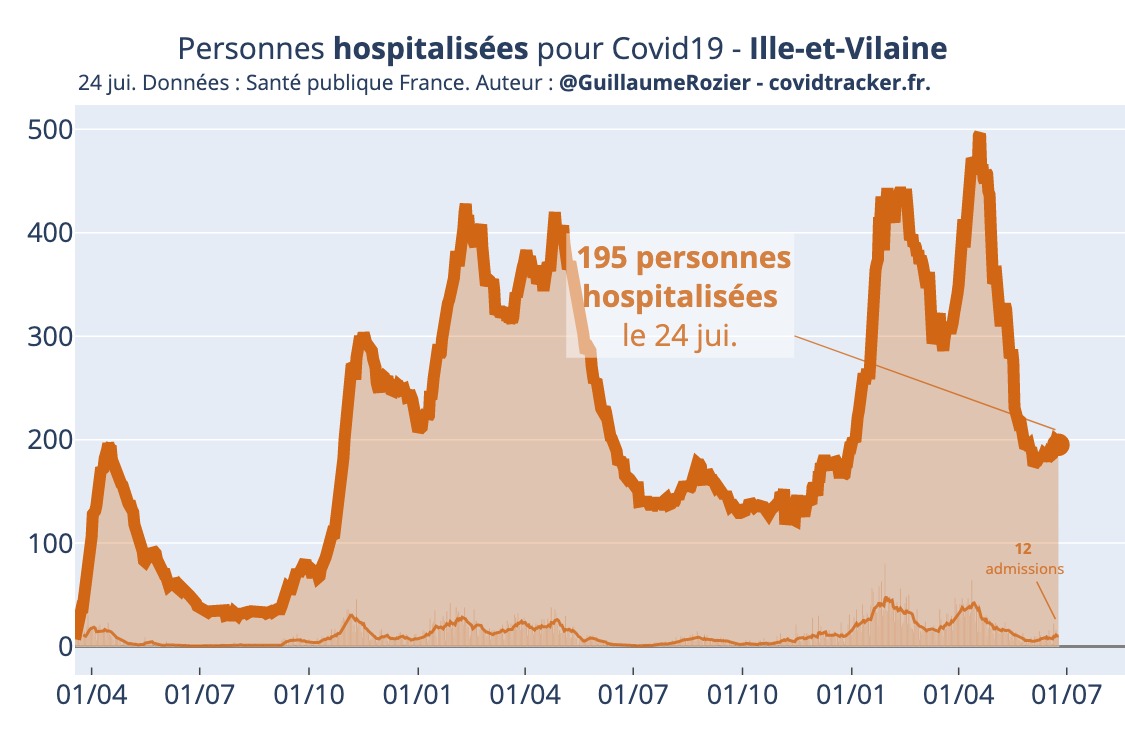 Personnes hospitalisées pour Covid19 - Ille-et-Vilaine
24 jui. Données : Santé publique France. Auteur : @GuillaumeRozier - covidtracker.fr.
500
400
195 personnes
hospitalisées
300
le 24 jui.
200
100
12
admissions
0
01/04 01/07 01/10 01/01 01/04 01/07 01/10 01/01 01/04 01/07